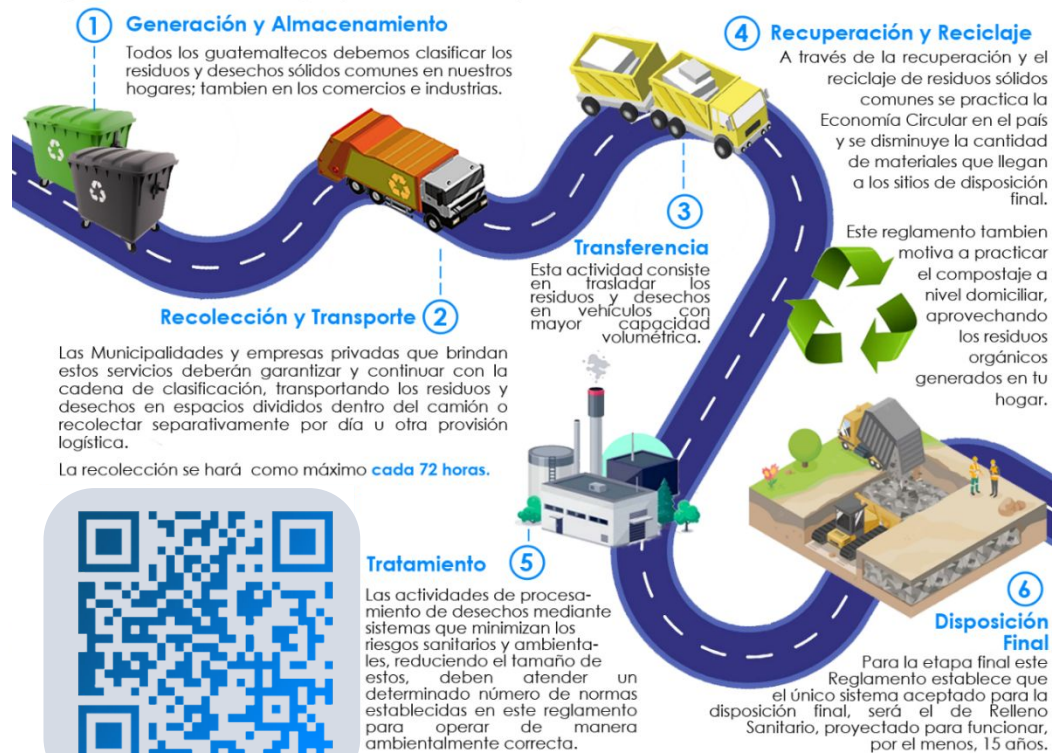 1 Generación y Almacenamiento
Todos los guatemaltecos debemos clasificar los
residuos y desechos sólidos comunes en nuestros
hogares; tambien en los comercios e industrias.
Recolección y Transporte 2
Las Municipalidades y empresas privadas que brindan
estos servicios deberán garantizar y continuar con la
cadena de clasificación, transportando los residuos y
desechos en espacios divididos dentro del camión o
recolectar separativamente por día u otra provisión
logística.
La recolección se hará como máximo cada 72 horas.
3
Transferencia
Esta actividad consiste
en trasladar los
residuos y desechos
en vehículos con
mayor capacidad
volumétrica.
4 Recuperación y Reciclaje
A través de la recuperación y el
reciclaje de residuos sólidos
comunes se practica la
Economía Circular en el país
y se disminuye la cantidad
de materiales que llegan
a los sitios de disposición
final.
Este reglamento tambien
motiva a practicar
el compostaje a
nivel domiciliar,
aprovechando
los residuos
orgánicos
generados en tu
hogar.
Tratamiento 5
Las actividades de procesa-
miento de desechos mediante
sistemas que minimizan los
riesgos sanitarios y ambienta-
les, reduciendo el tamaño de
estos, deben atender un
determinado número de normas
establecidas en este reglamento
para operar de manera
ambientalmente correcta.
6
Disposición
Final
Para la etapa final este
Reglamento establece que
el único sistema aceptado para la
disposición final, será el de Relleno
Sanitario, proyectado para funcionar,
por el menos, 15 años.